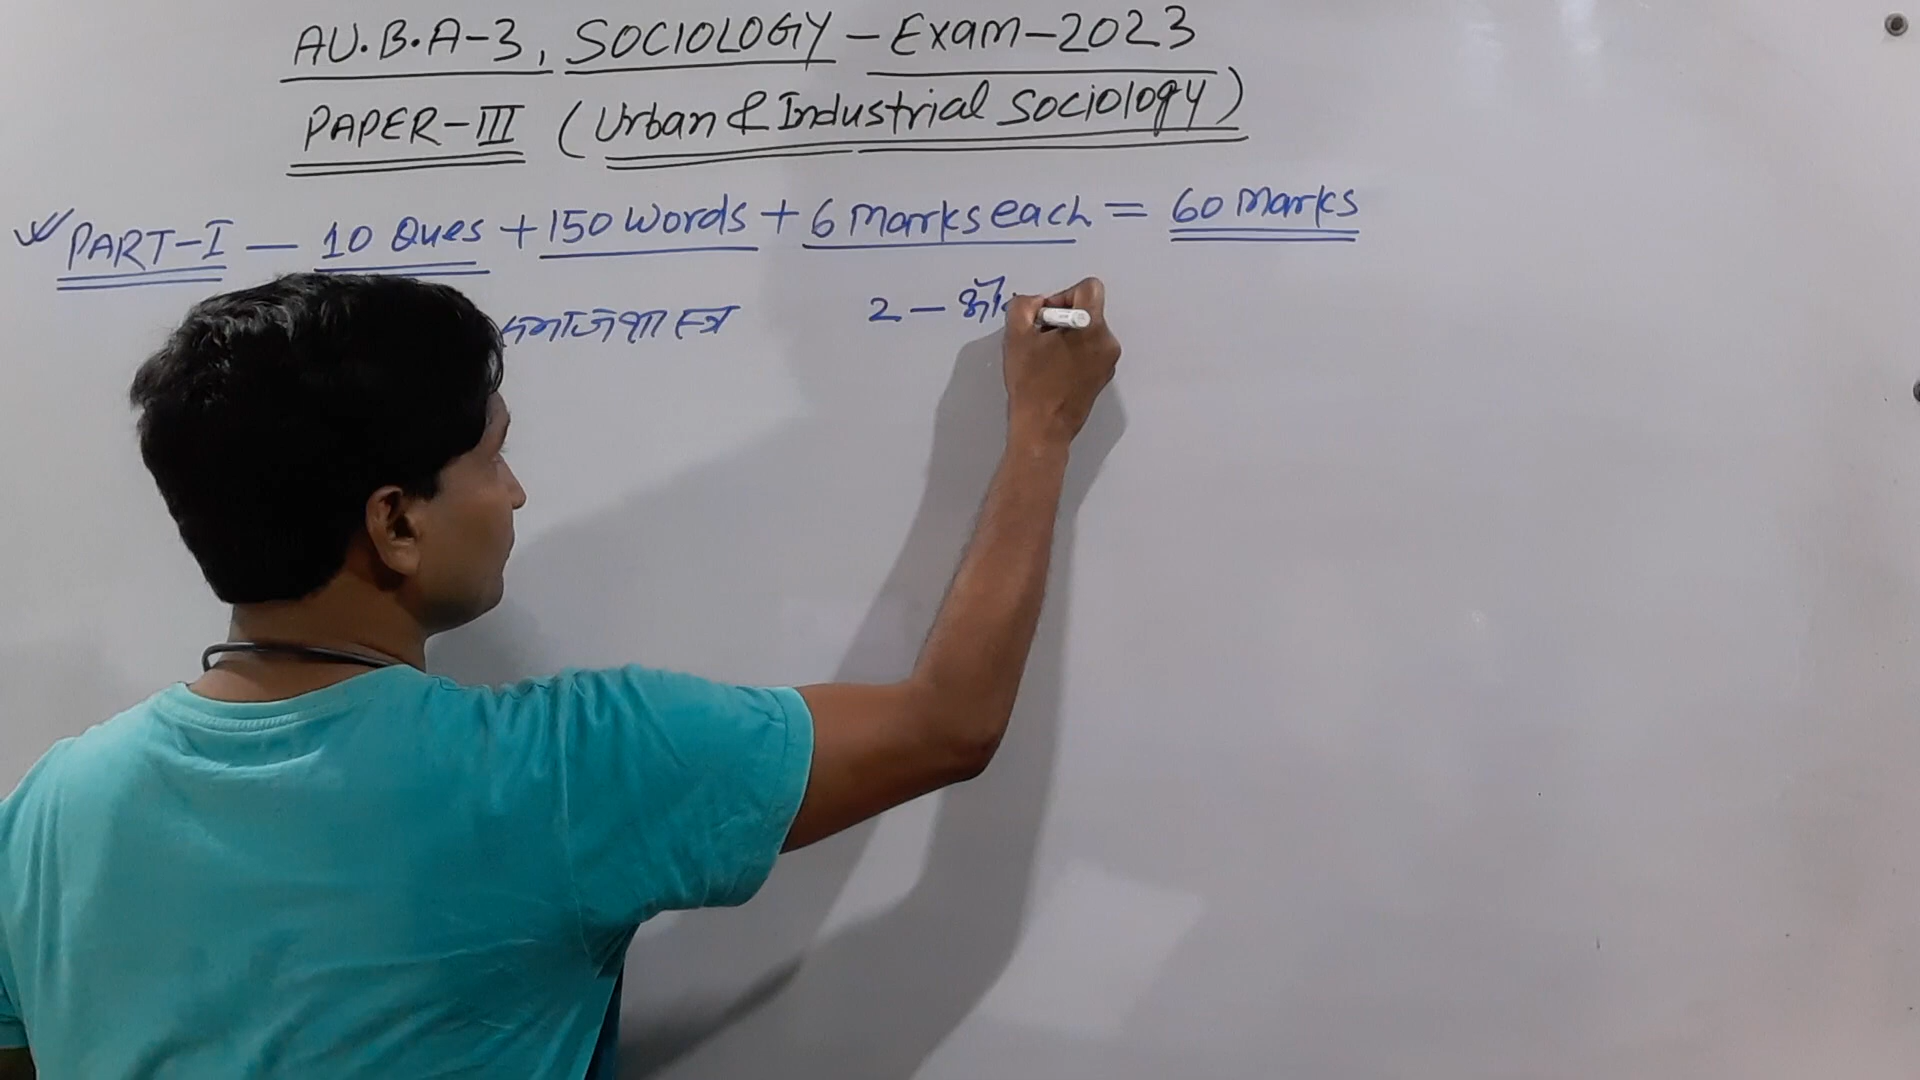 AU.B.A-3, SOCIOLOGY - Exam-2023
PAPER-III (Urban & Industrial Sociology)
PART-I - 10 Ques + 150 words + 6 Marks each = 60 Marks
समाजशास्त्र 2 - औ